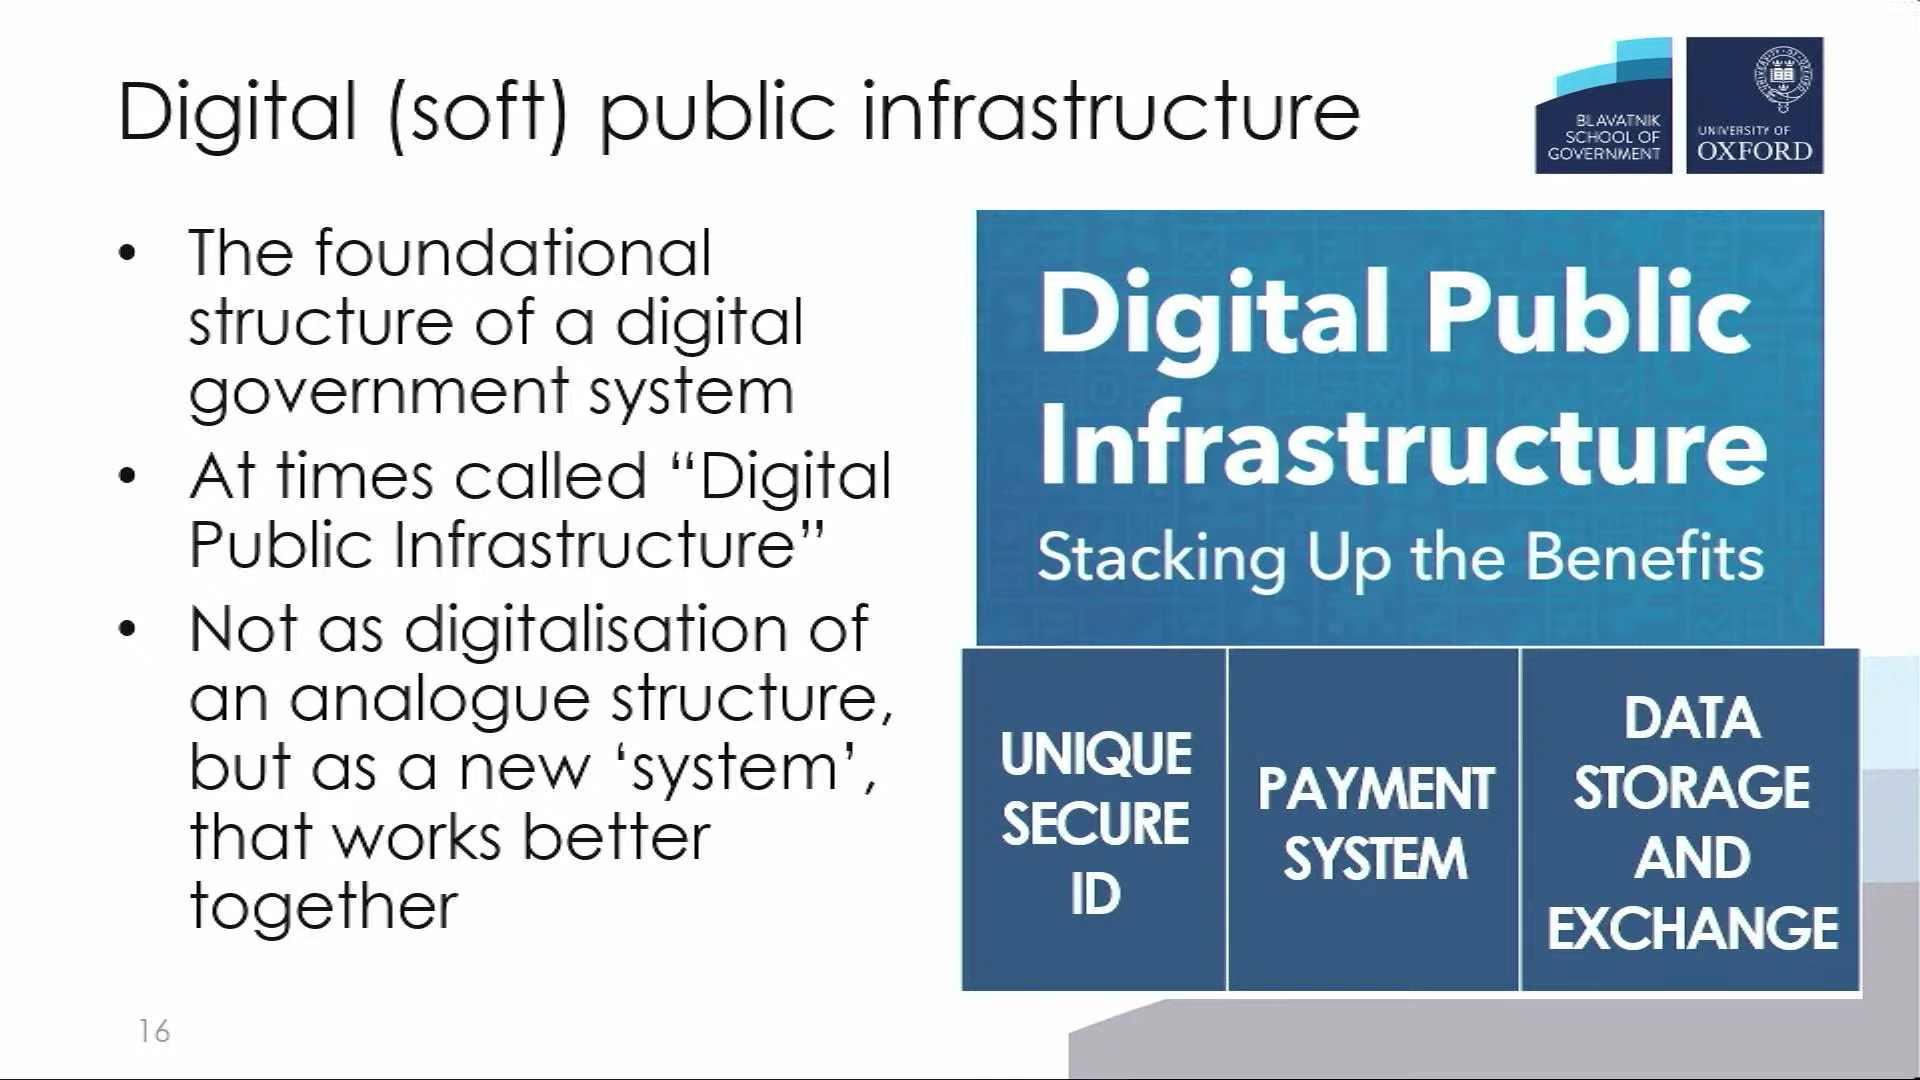 Digital (soft) public infrastructure
BLAVATNIK
SCHOOL OF
GOVERNMENT
UNIVERSITY OF
OXFORD
• The foundational
structure of a digital
government system
• At times called “Digital
Public Infrastructure”
• Not as digitalisation of
an analogue structure,
but as a new ‘system’,
that works better
together
Digital Public
Infrastructure
Stacking Up the Benefits
UNIQUE
SECURE
ID
PAYMENT
SYSTEM
DATA
STORAGE
AND
EXCHANGE
16